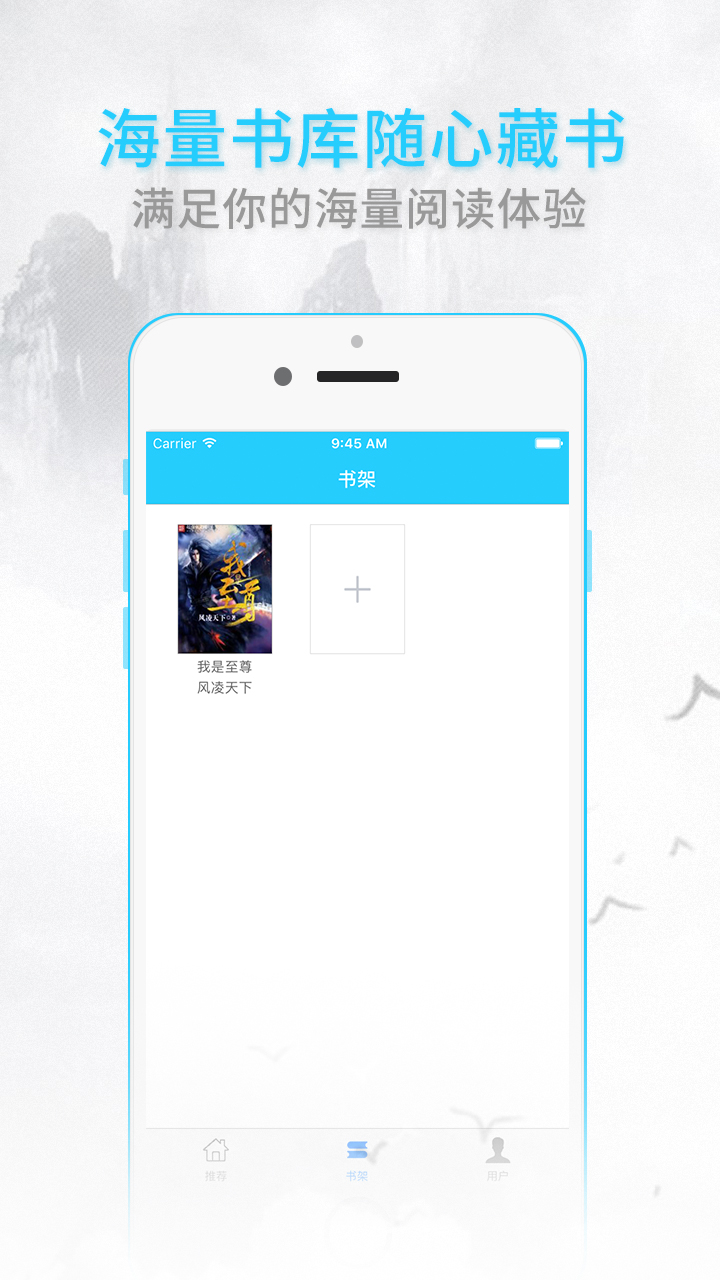 海量书库随心藏书
满足你的海量阅读体验
Carrier
9:45 AM
书架
我是至尊
风凌天下 著
我是至尊
风凌天下
推荐
书架
用户